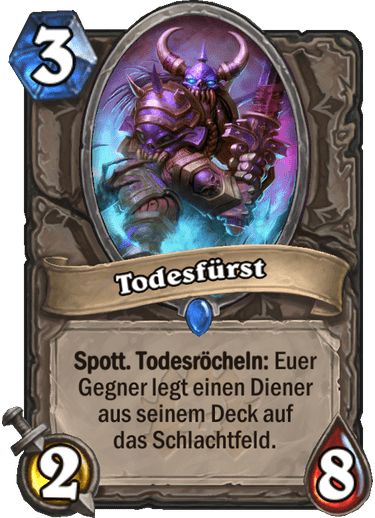 3
Todesfürst
Spott. Todesröcheln: Euer
Gegner legt einen Diener
aus seinem Deck auf
das Schlachtfeld.
2
8